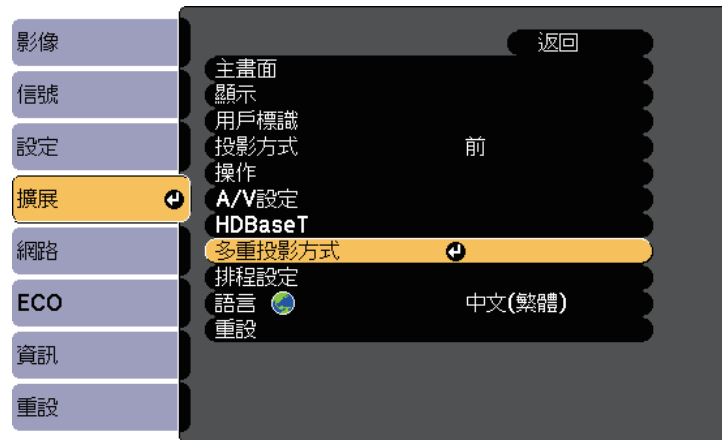 影像
信號
設定
擴展
網路
ECO
資訊
重設
返回
主畫面
顯示
用戶標識
投影方式 前
操作
A/V設定
HDBaseT
多重投影方式
排程設定
語言 中文(繁體)
重設